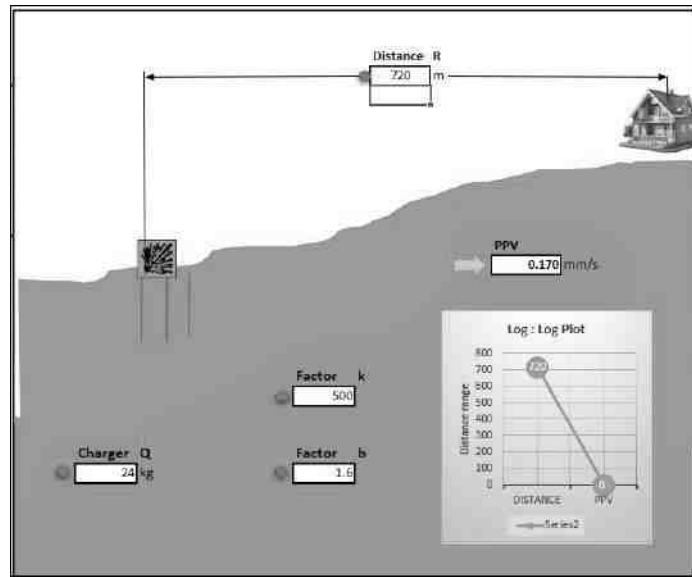 Distance R
720 m
PPV
0.170 mm/s
Log : Log Plot
800
700
600
500
400
300
200
100
0
Distance range
720
0
DISTANCE PPV
Series2
Factor k
500
Charger Q
24 kg
Factor b
1.6